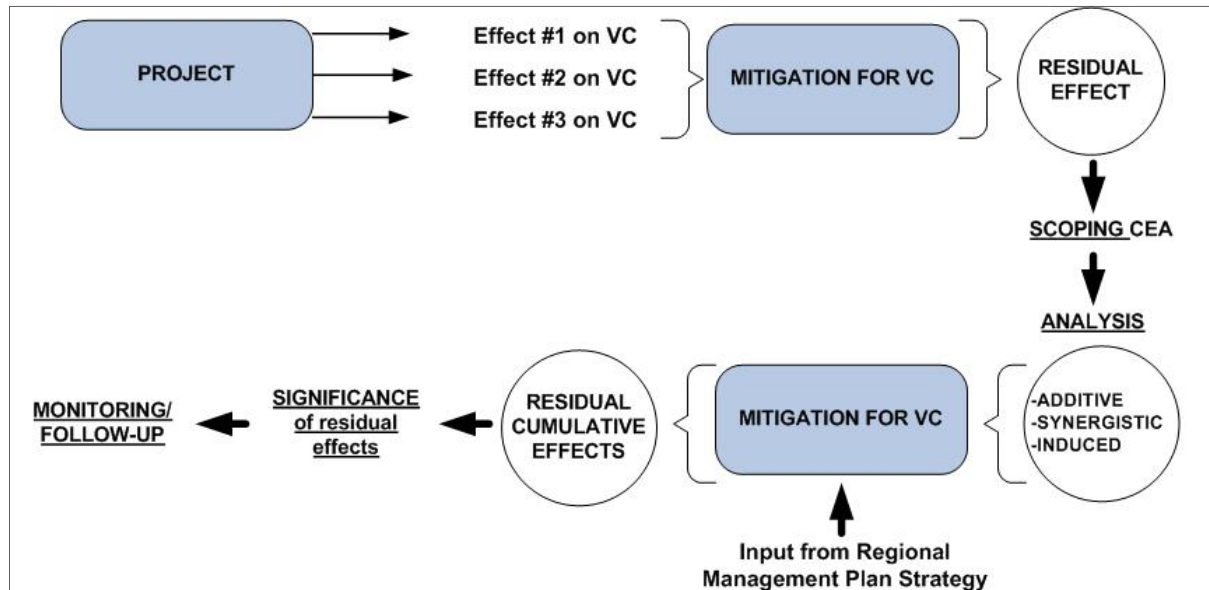 PROJECT
Effect #1 on VC
Effect #2 on VC
Effect #3 on VC
MITIGATION FOR VC
RESIDUAL
EFFECT
SCOPING CEA
ANALYSIS
-ADDITIVE
-SYNERGISTIC
-INDUCED
MITIGATION FOR VC
Input from Regional
Management Plan Strategy
RESIDUAL
CUMULATIVE
EFFECTS
SIGNIFICANCE
of residual
effects
MONITORING/
FOLLOW-UP